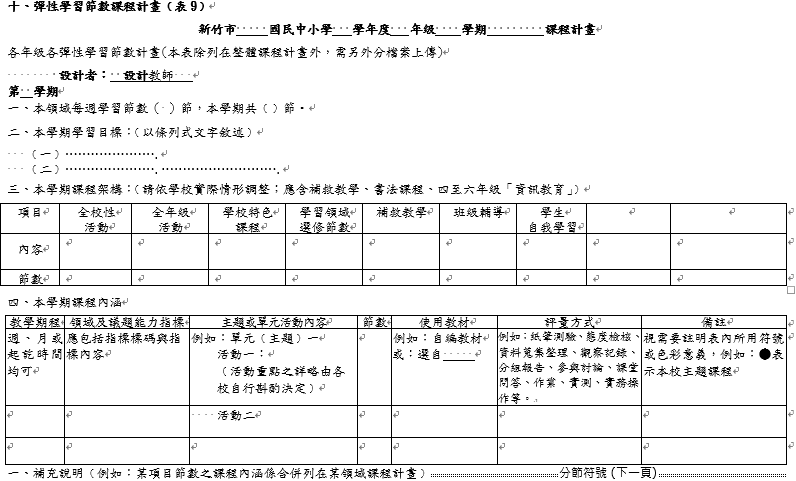 十、彈性學習節數課程計畫（表9）
新竹市 國民中小學 學年度 年級 學期 課程計畫
各年級各彈性學習節數計畫(本表除列在整體課程計畫外，需另外分檔案上傳)
設計者： 設計教師
第 學期
一、本領域每週學習節數（ ）節，本學期共（）節。
二、本學期學習目標：（以條列式文字敘述）
（一）………………….
（二）…………………. ……………………….
三、本學期課程架構：（請依學校實際情形調整；應含補救教學、書法課程、四至六年級「資訊教育」）
項目 全校性 全年級 學校特色 學習領域 補救教學 班級輔導 學生
活動 活動 課程 選修節數 自我學習
內容
節數
四、本學期課程內涵
教學期程 領域及議題能力指標 主題或單元活動內容 節數 使用教材 評量方式 備註
週、月或起訖時間均可
應包括指標標碼與指標內容
例如：單元（主題）一
活動一：
（活動重點之詳略由各
校自行斟酌決定）
例如：自編教材
或：選自
例如；紙筆測驗、態度檢核、
資料蒐案整理、觀察記錄、
分組報告、參與討論、課堂
問答、作業、實測、實務操
作等。
視需要註明表內所用符號
或色彩意義，例如：●表
示本校主題課程
活動二
一、補充說明（例如：某項目節數之課程內涵係合併列在某領域課程計畫） 分節符號 (下一頁)